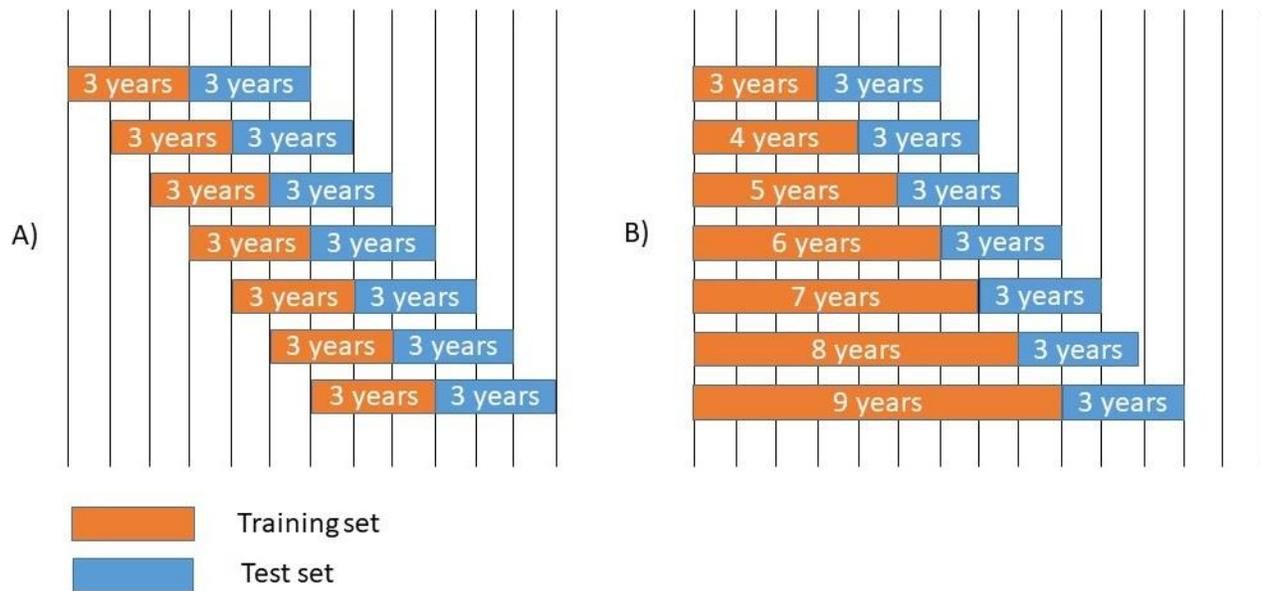 A)
3 years 3 years
3 years 3 years
3 years 3 years
3 years 3 years
3 years 3 years
3 years 3 years
3 years 3 years
B)
3 years 3 years
4 years 3 years
5 years 3 years
6 years 3 years
7 years 3 years
8 years 3 years
9 years 3 years
Training set
Test set